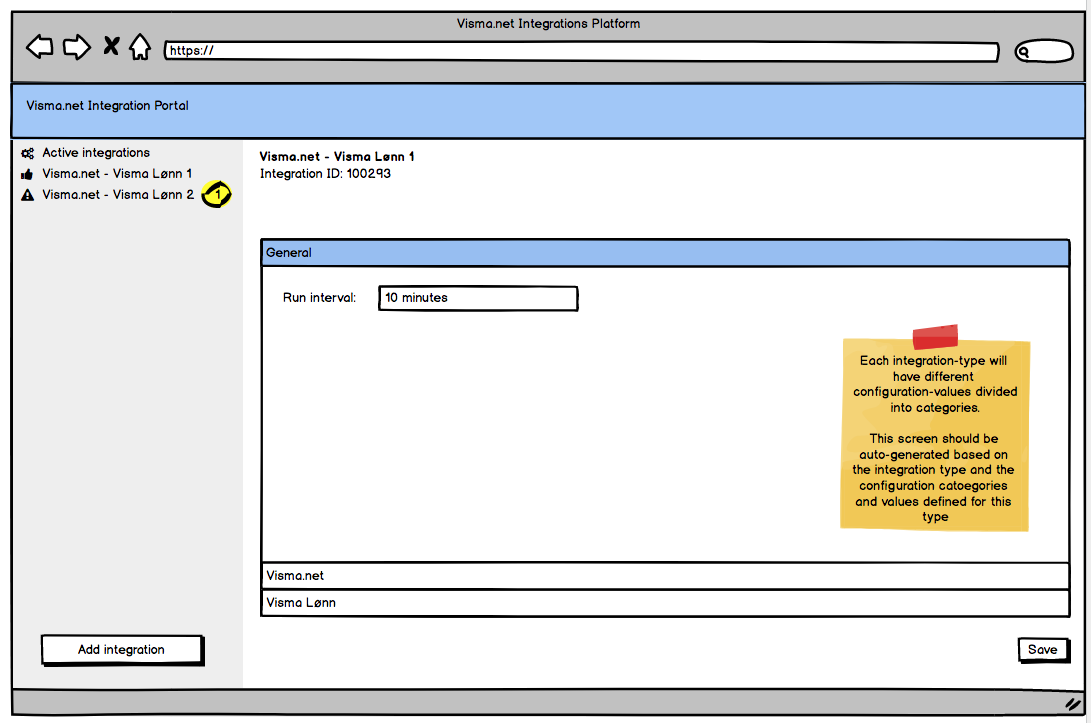 Visma.net Integrations Platform
https://
Visma.net Integration Portal
Active integrations
Visma.net - Visma Lønn 1
Visma.net - Visma Lønn 2
1
Add integration
Visma.net - Visma Lønn 1
Integration ID: 100293
General
Run interval:
10 minutes
Each integration-type will
have different
configuration-values divided
into categories.
This screen should be
auto-generated based on
the integration type and the
configuration catoegories
and values defined for this
type
Visma.net
Visma Lønn
Save